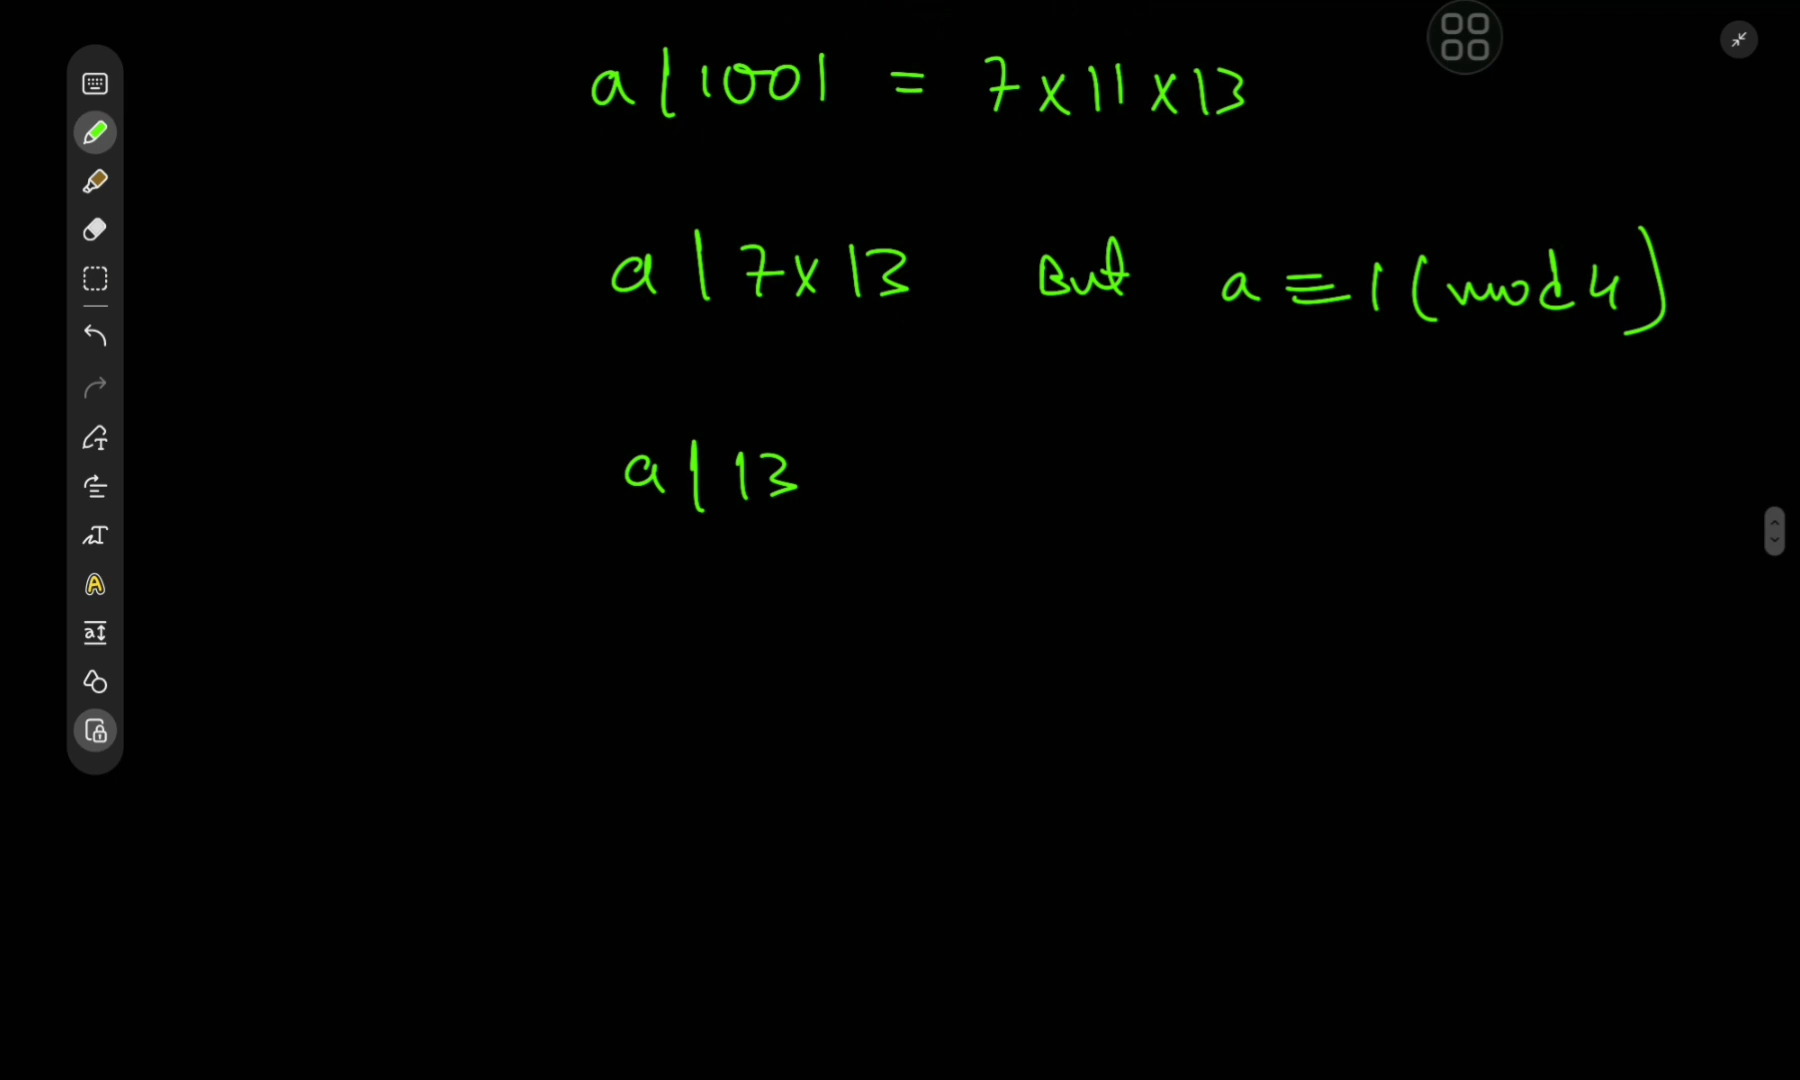 a | 1001 = 7 x 11 x 13
a | 7 x 13 But a ≡ 1 (mod 4)
a | 13